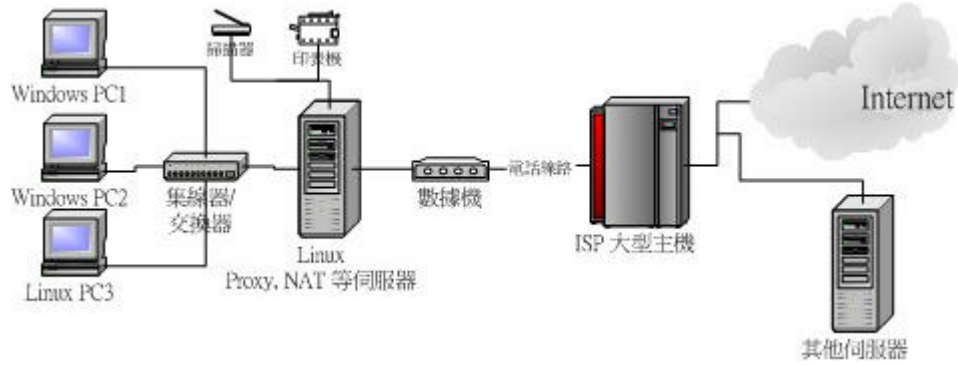 掃描器
印表機
Windows PC1
Internet
Windows PC2
集線器/
交換器
數據機
電話線路
Linux
Proxy, NAT 等伺服器
ISP 大型主機
Linux PC3
其他伺服器